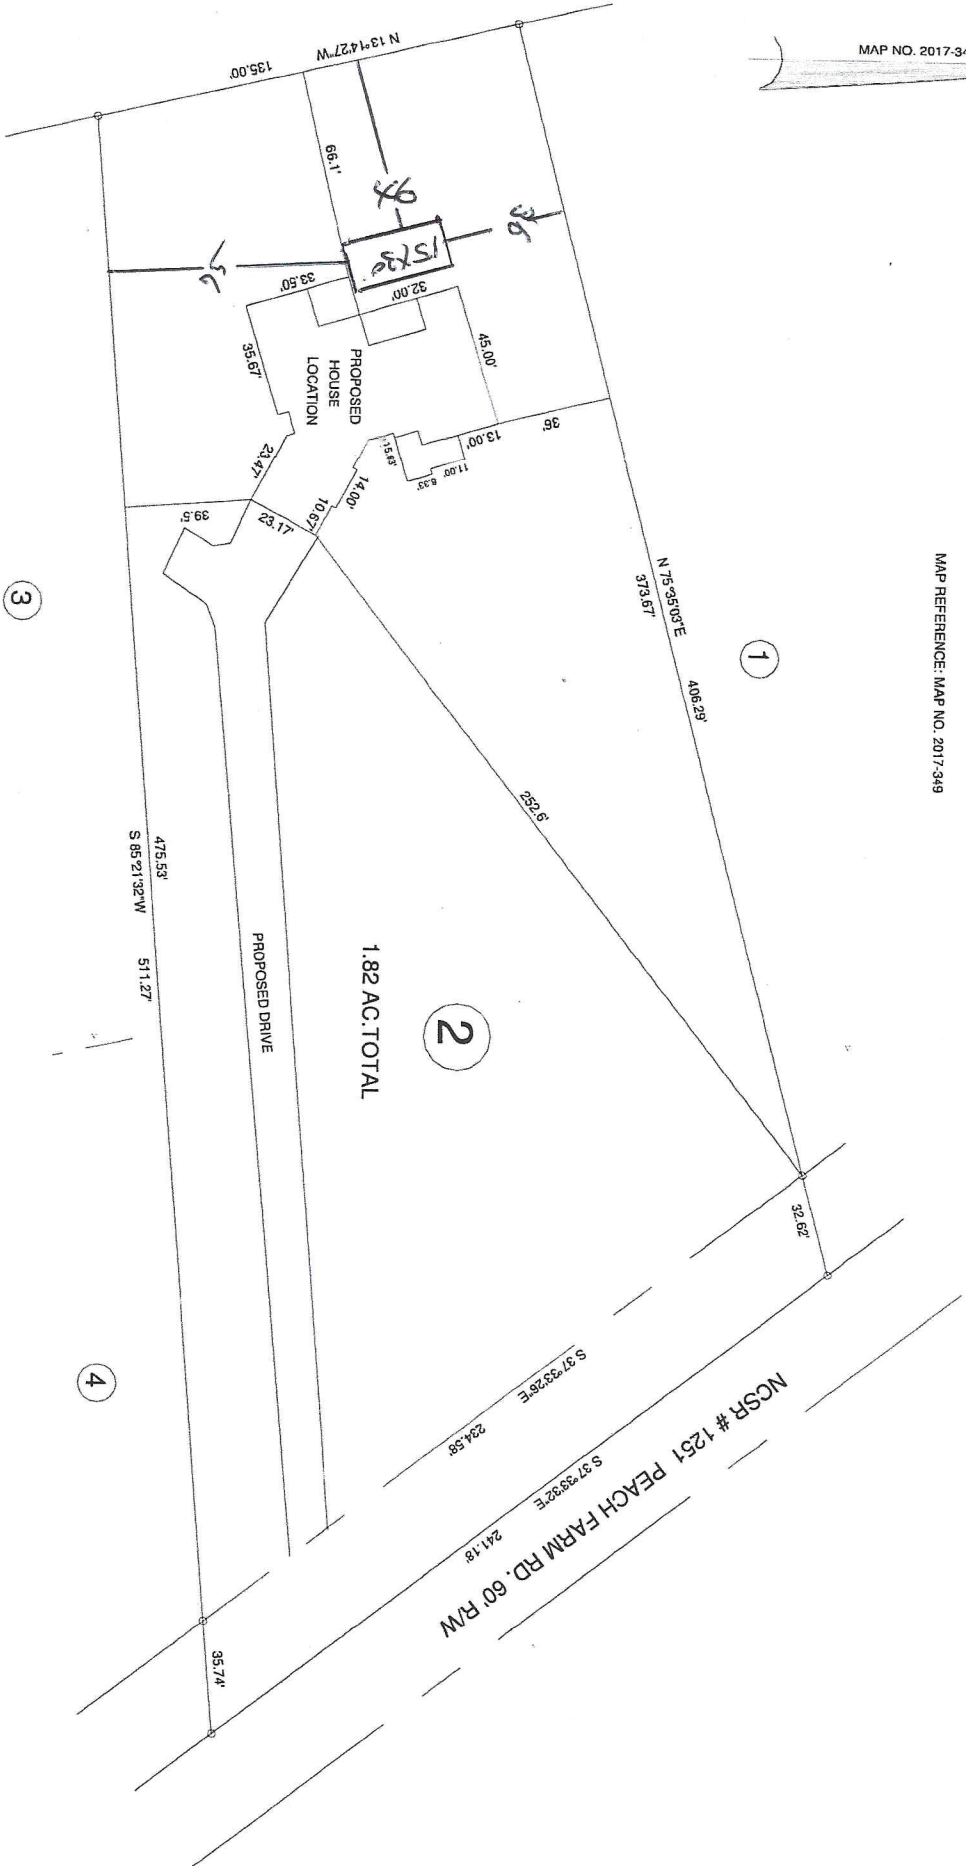 MAP NO. 2017-34
MAP REFERENCE: MAP NO. 2017-349
N 13°14'27"W
135.00'
66.1'
36
15X30
33.50'
32.00'
45.00'
35.67'
PROPOSED
HOUSE
LOCATION
36'
13.00'
11.00'
8.33'
15.83'
14.00'
10.67'
23.47'
23.17'
39.5'
N 75°35'03"E
373.67'
406.29'
1
3
252.6'
475.53'
S 85°21'32"W
511.27'
PROPOSED DRIVE
1.82 AC.TOTAL
2
32.62'
4
S 37°33'26"E
234.58'
S 37°33'32"E
241.18'
NCSR # 1251 PEACH FARM RD. 60' R/W
35.74'